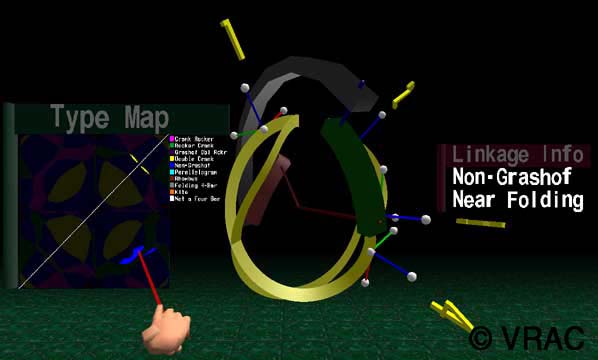 Type Map
Crank Rocker
Rocker Crank
Grashof Dbl Rckr
Double Crank
Non-Grashof
Parallelogram
Rhombus
Folding 4-Bar
Kite
Not a Four Bar
Linkage Info
Non-Grashof
Near Folding
© VRAC